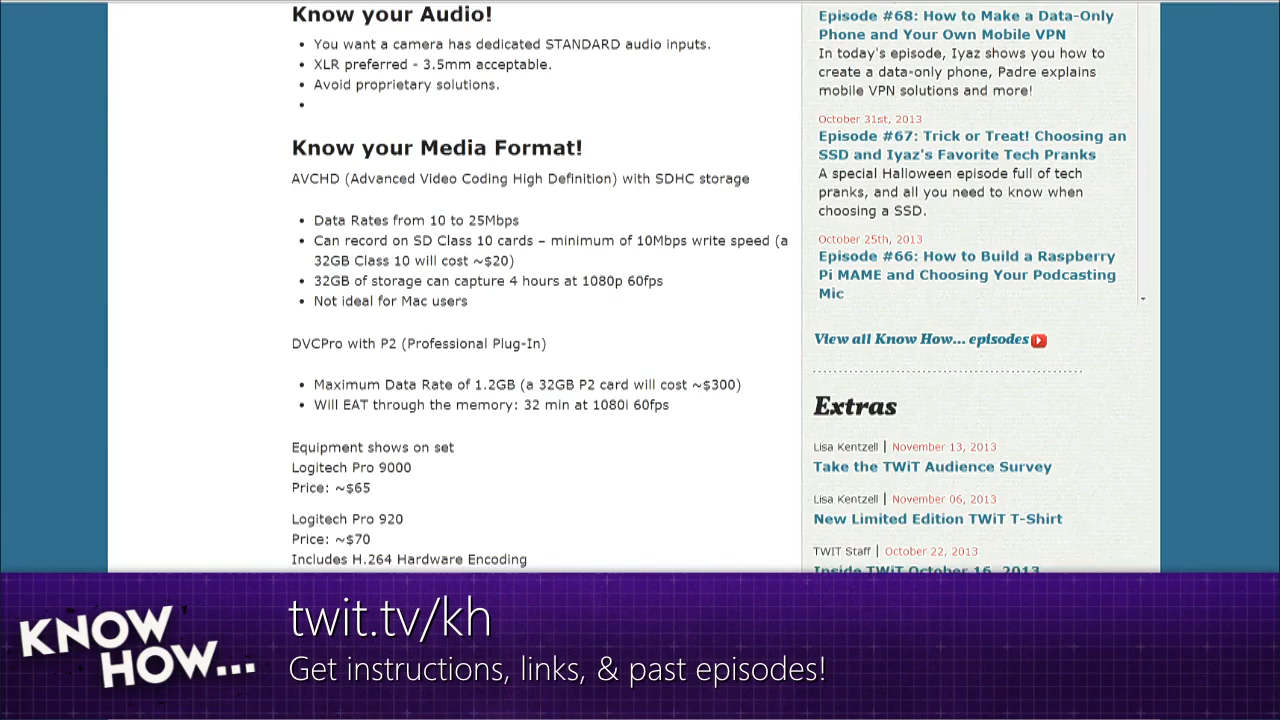 Know your Audio!
• You want a camera has dedicated STANDARD audio inputs.
• XLR preferred - 3.5mm acceptable.
• Avoid proprietary solutions.
•
Know your Media Format!
AVCHD (Advanced Video Coding High Definition) with SDHC storage
• Data Rates from 10 to 25Mbps
• Can record on SD Class 10 cards – minimum of 10Mbps write speed (a
32GB Class 10 will cost ~$20)
• 32GB of storage can capture 4 hours at 1080p 60fps
• Not ideal for Mac users
DVCPro with P2 (Professional Plug-In)
• Maximum Data Rate of 1.2GB (a 32GB P2 card will cost ~$300)
• Will EAT through the memory: 32 min at 1080i 60fps
Equipment shows on set
Logitech Pro 9000
Price: ~$65
Logitech Pro 920
Price: ~$70
Includes H.264 Hardware Encoding
Episode #68: How to Make a Data-Only
Phone and Your Own Mobile VPN
In today's episode, Iyaz shows you how to
create a data-only phone, Padre explains
mobile VPN solutions and more!
October 31st, 2013
Episode #67: Trick or Treat! Choosing an
SSD and Iyaz's Favorite Tech Pranks
A special Halloween episode full of tech
pranks, and all you need to know when
choosing a SSD.
October 25th, 2013
Episode #66: How to Build a Raspberry
Pi MAME and Choosing Your Podcasting
Mic
View all Know How... episodes
Extras
Lisa Kentzell | November 13, 2013
Take the TWiT Audience Survey
Lisa Kentzell | November 06, 2013
New Limited Edition TWiT T-Shirt
TWIT Staff | October 22, 2013
Inside TWiT October 16, 2013
KNOW
HOW...
twit.tv/kh
Get instructions, links, & past episodes!